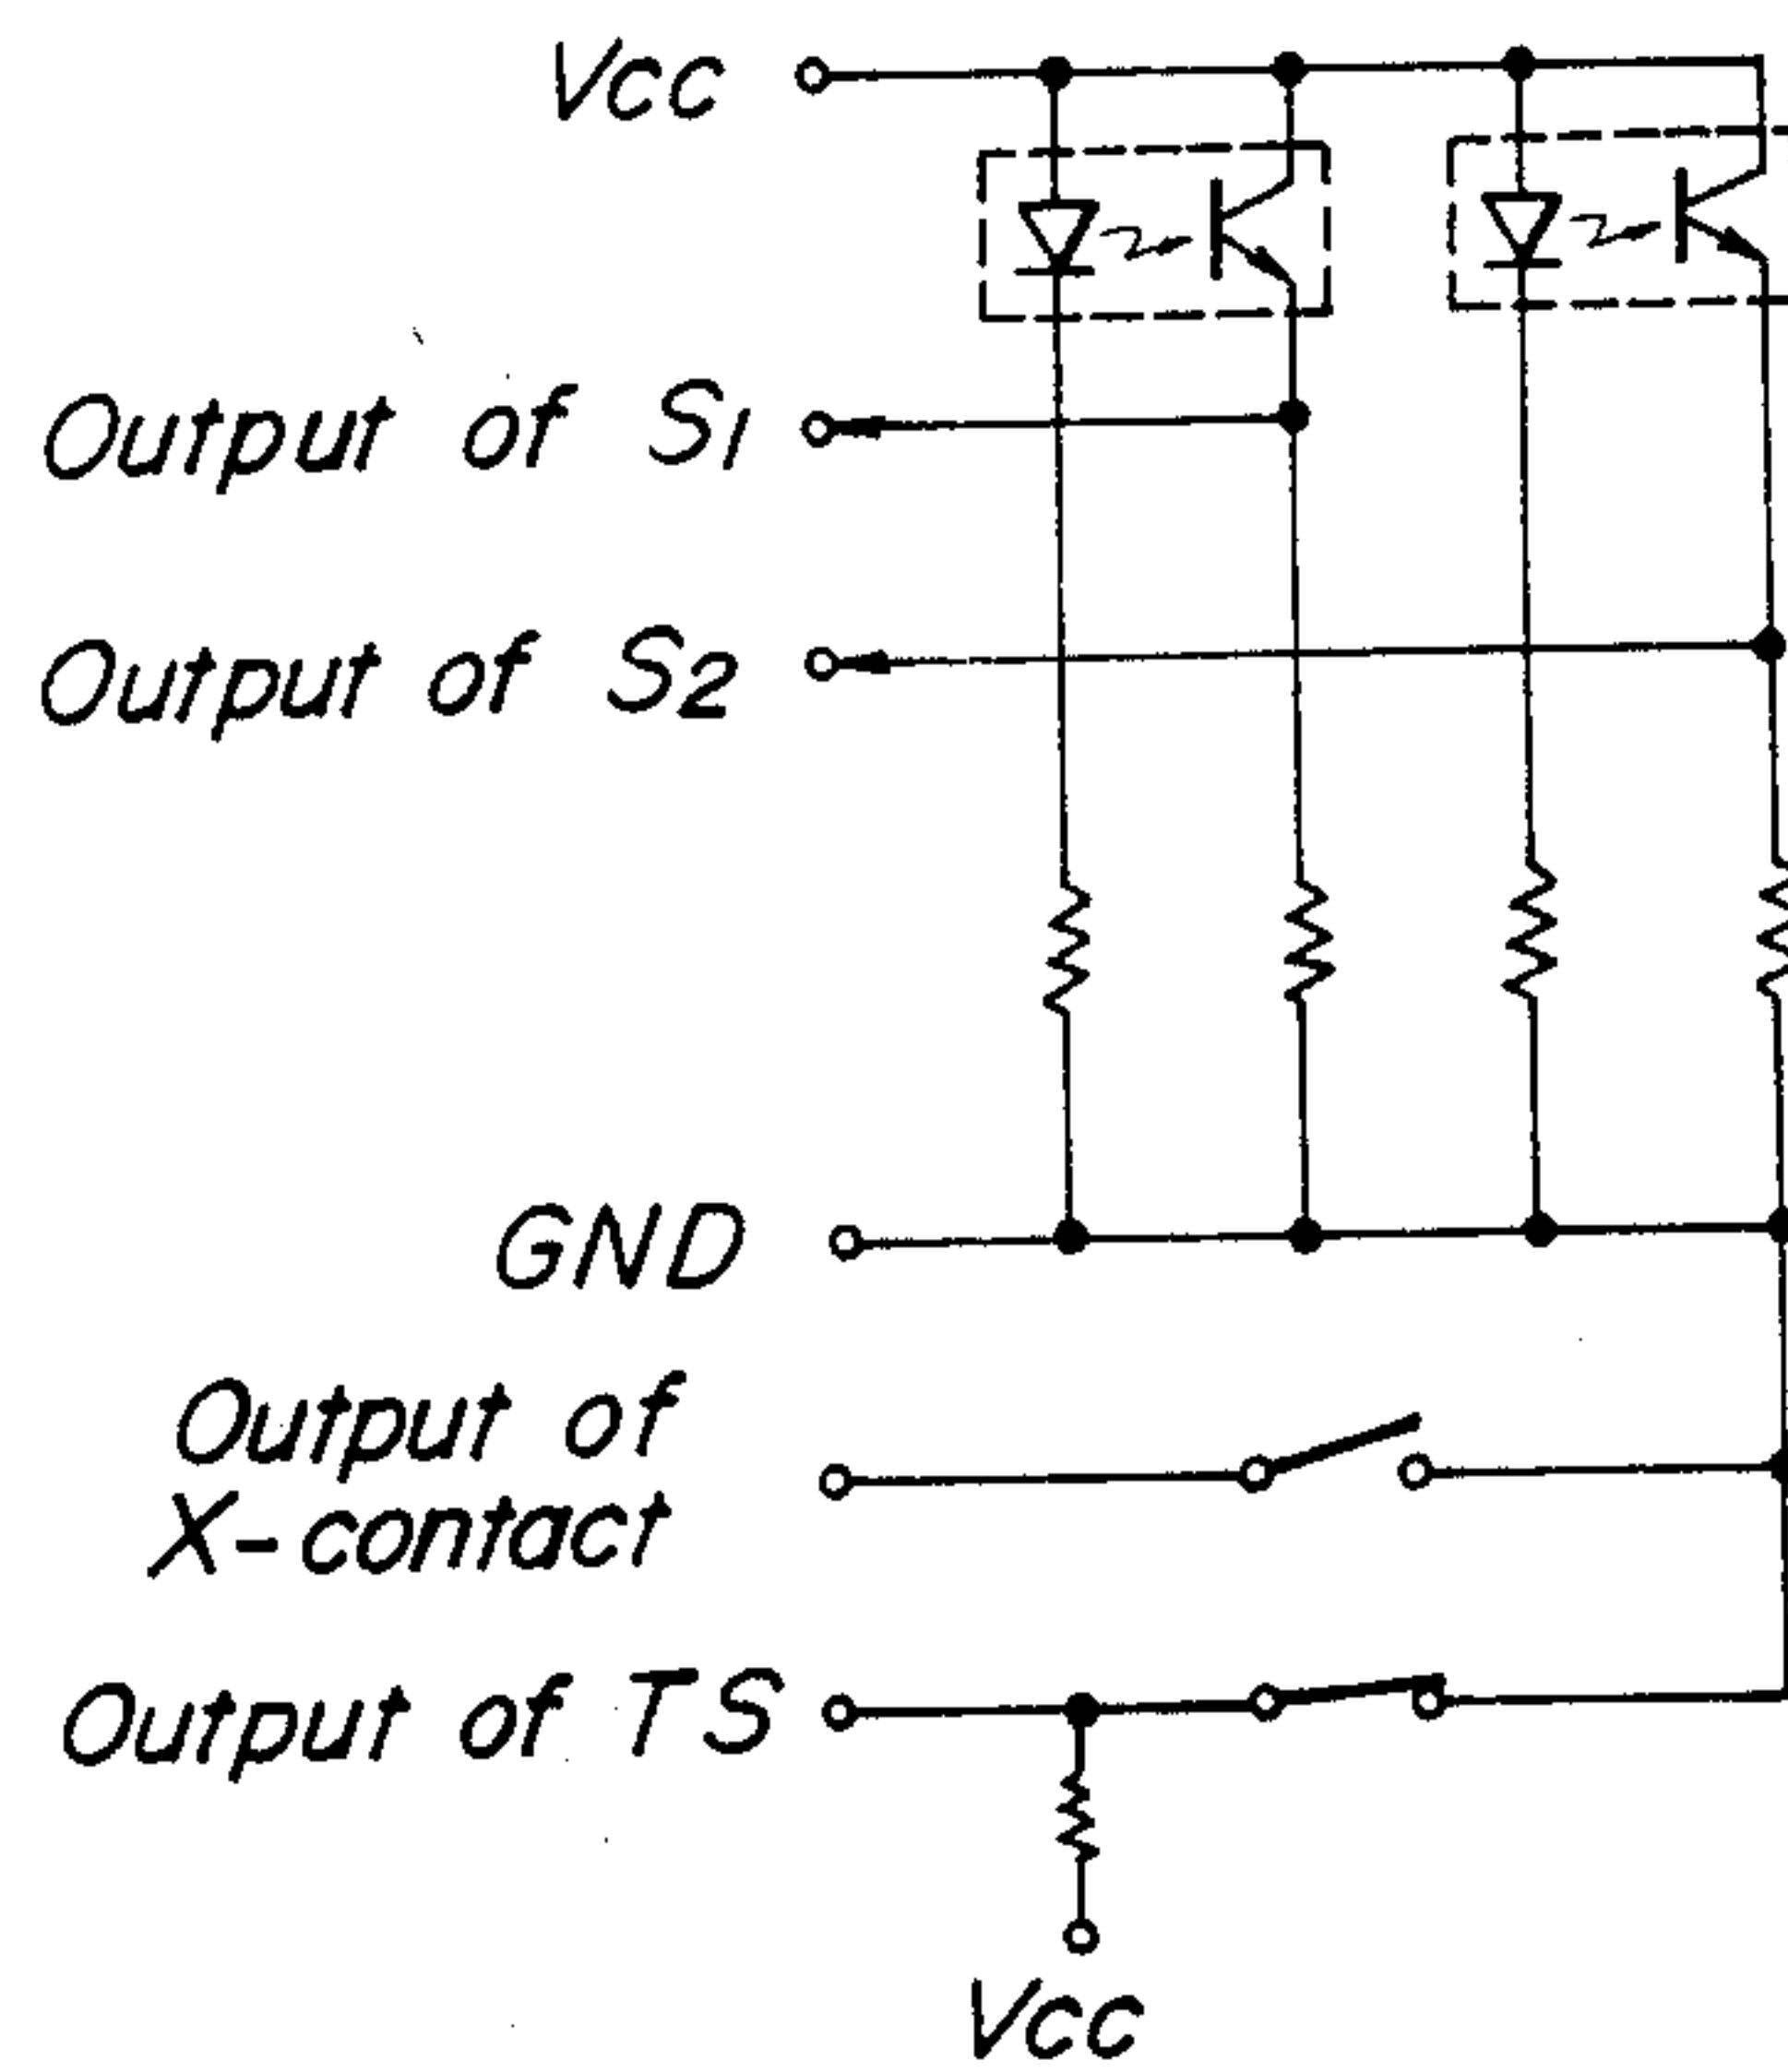 Vcc
Output of S1
Output of S2
GND
Output of
X-contact
Output of TS
Vcc